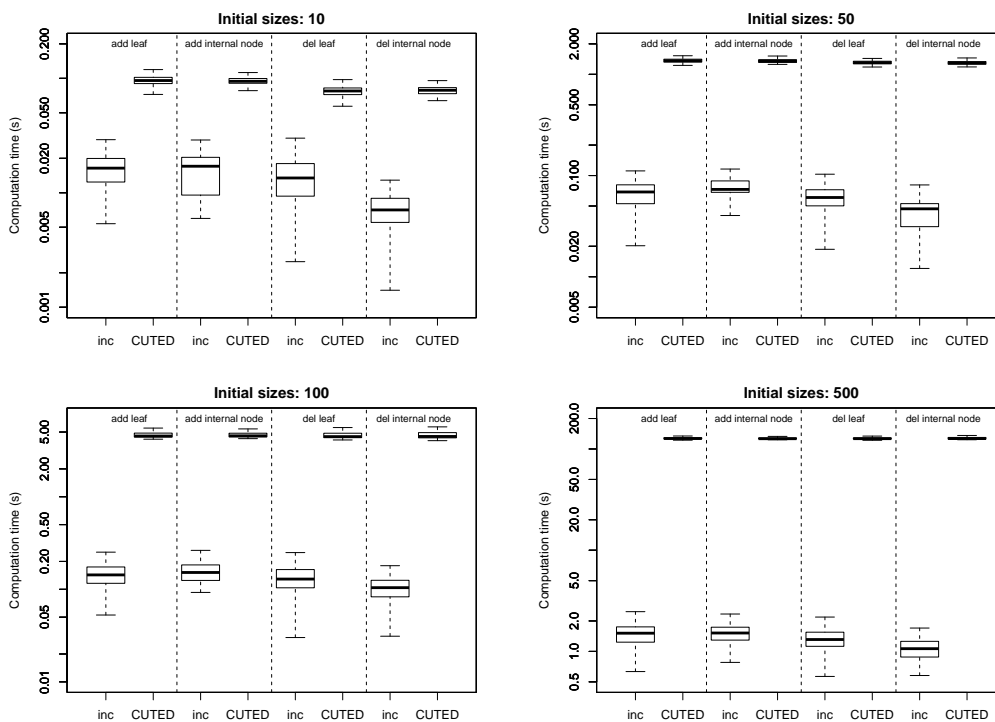 Initial sizes: 10
Computation time (s)
0.200
0.050
0.020
0.005
0.001
add leaf
add internal node
del leaf
del internal node
inc CUTED inc CUTED inc CUTED inc CUTED
Initial sizes: 50
Computation time (s)
2.000
0.500
0.100
0.020
0.005
add leaf
add internal node
del leaf
del internal node
inc CUTED inc CUTED inc CUTED inc CUTED
Initial sizes: 100
Computation time (s)
5.00
2.00
0.50
0.20
0.05
0.01
add leaf
add internal node
del leaf
del internal node
inc CUTED inc CUTED inc CUTED inc CUTED
Initial sizes: 500
Computation time (s)
200.0
50.0
20.0
5.0
2.0
1.0
0.5
add leaf
add internal node
del leaf
del internal node
inc CUTED inc CUTED inc CUTED inc CUTED